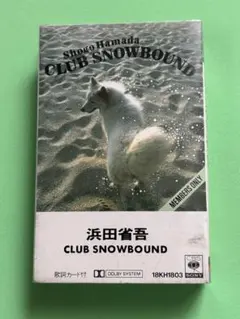 Shogo Hamada
CLUB SNOWBOUND
MEMBERS ONLY
浜田省吾
CLUB SNOWBOUND
歌詞カード付
DOLBY SYSTEM
18KH1803
SONY